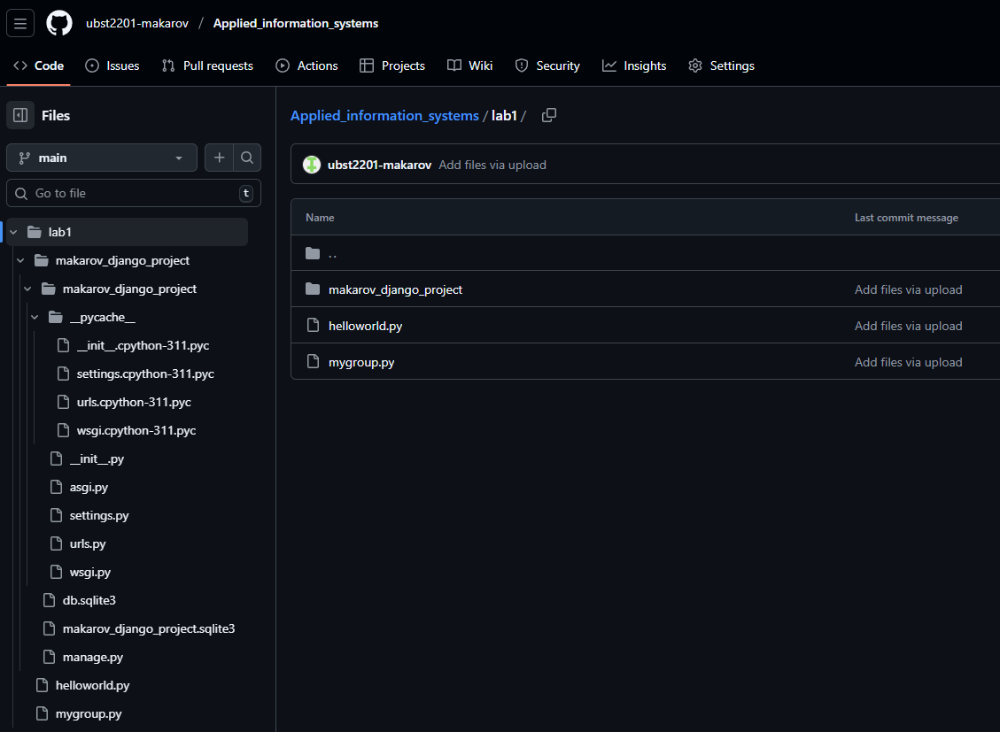 ubst2201-makarov / Applied_information_systems
Code Issues Pull requests Actions Projects Wiki Security Insights Settings
Files
main
Go to file t
lab1
makarov_django_project
makarov_django_project
__pycache__
__init__.cpython-311.pyc
settings.cpython-311.pyc
urls.cpython-311.pyc
wsgi.cpython-311.pyc
__init__.py
asgi.py
settings.py
urls.py
wsgi.py
db.sqlite3
makarov_django_project.sqlite3
manage.py
helloworld.py
mygroup.py
Applied_information_systems / lab1 /
ubst2201-makarov Add files via upload
Name Last commit message
..
makarov_django_project Add files via upload
helloworld.py Add files via upload
mygroup.py Add files via upload